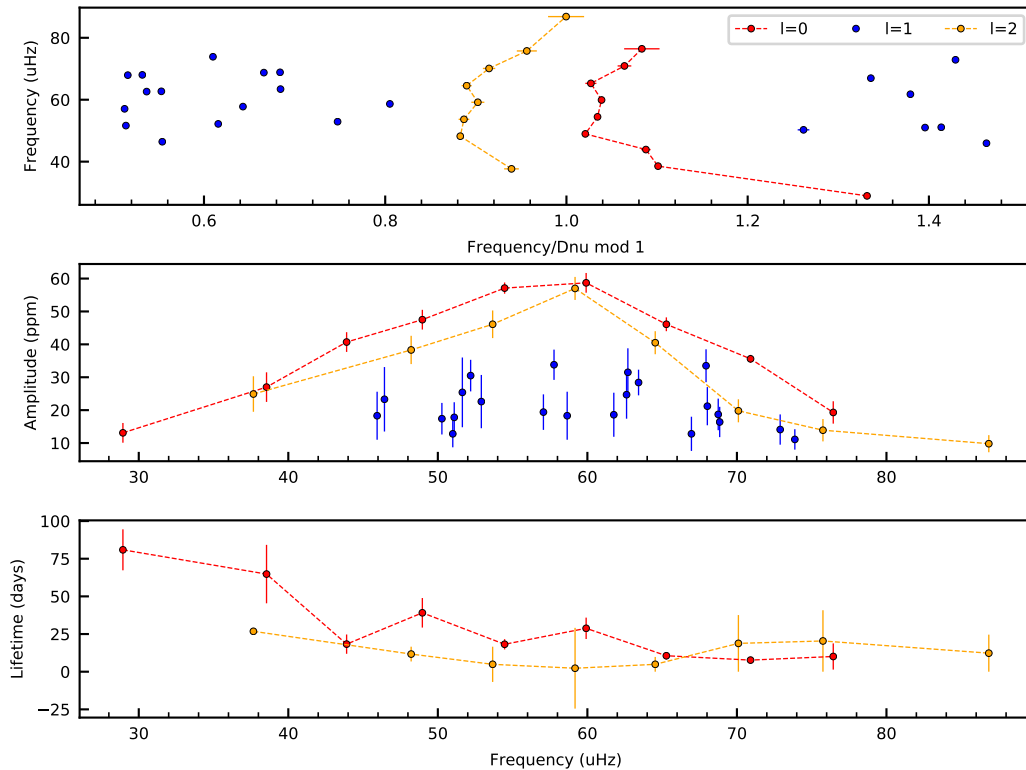 l=0 l=1 l=2
Frequency (uHz)
80
60
40
0.6 0.8 1.0 1.2 1.4
Frequency/Dnu mod 1
Amplitude (ppm)
60
50
40
30
20
10
30 40 50 60 70 80
Lifetime (days)
100
75
50
25
0
−25
30 40 50 60 70 80
Frequency (uHz)